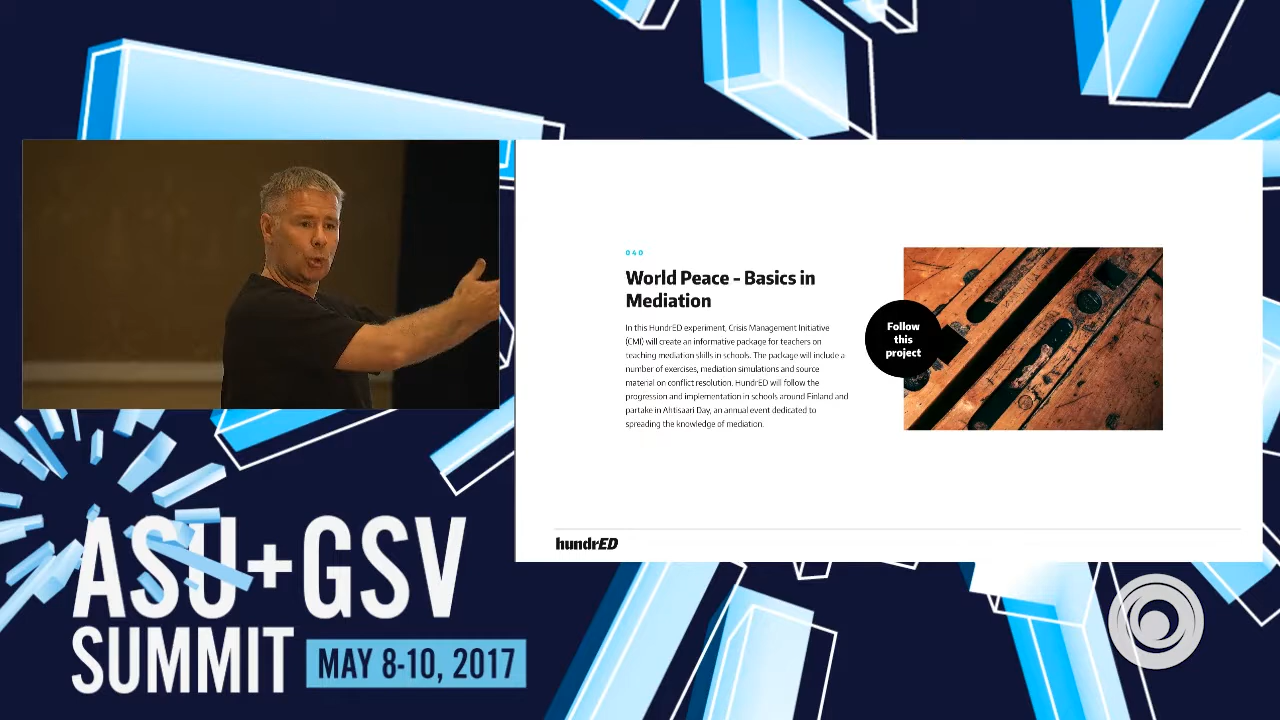 040
World Peace - Basics in
Mediation
In this HundrED experiment, Crisis Management Initiative
(CMI) will create an informative package for teachers on
teaching mediation skills in schools. The package will include a
number of exercises, mediation simulations and source
material on conflict resolution. HundrED will follow the
progression and implementation in schools around Finland and
partake in Ahtisaari Day, an annual event dedicated to
spreading the knowledge of mediation.
Follow
this
project
hundrED
ASU+GSV
SUMMIT
MAY 8-10, 2017